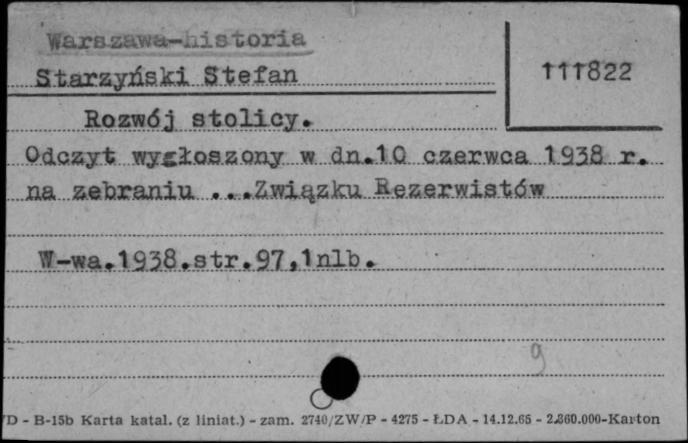 Warszawa-historia
Starzyński Stefan
111822
Rozwój stolicy.
Odczyt wygłoszony w dn.10 czerwca 1938 r.
na zebraniu ...Związku Rezerwistów
W-wa.1938.str.97,1nlb.
9
D - B-15b Karta katal. (z liniat.) - zam. 2740/ZW/P - 4275 - ŁDA - 14.12.65 - 2.360.000-Karton